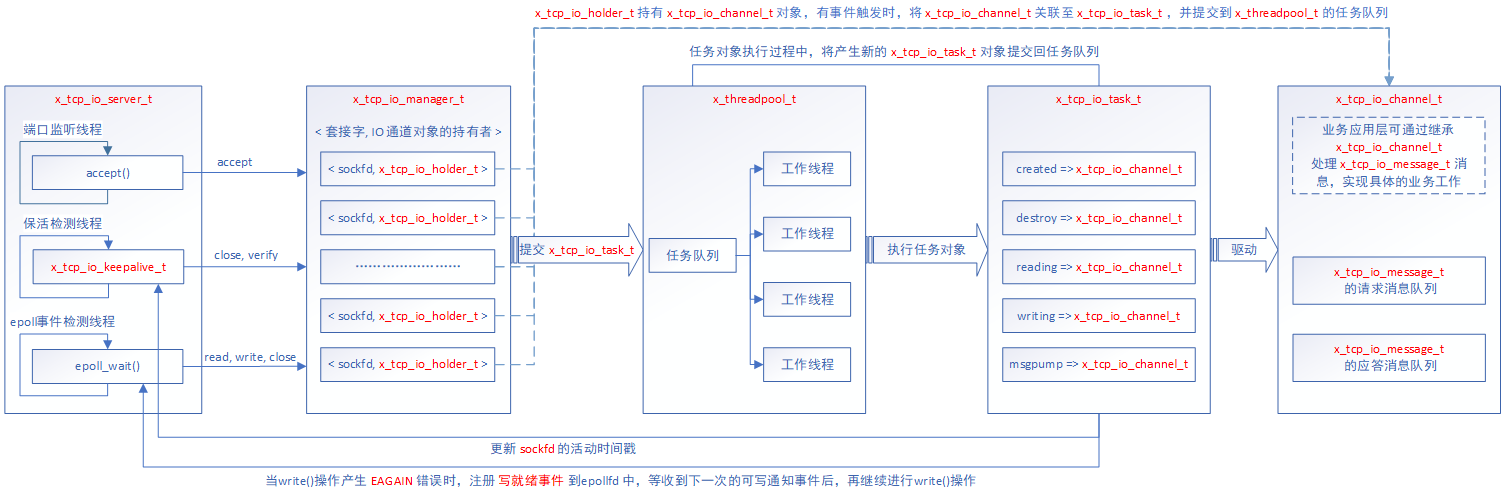 x_tcp_io_holder_t 持有 x_tcp_io_channel_t 对象，有事件触发时，将 x_tcp_io_channel_t 关联至 x_tcp_io_task_t ，并提交到 x_threadpool_t 的任务队列
任务对象执行过程中，将产生新的 x_tcp_io_task_t 对象提交回任务队列
x_tcp_io_server_t
端口监听线程
accept()
保活检测线程
x_tcp_io_keepalive_t
epoll事件检测线程
epoll_wait()
accept
close, verify
read, write, close
x_tcp_io_manager_t
< 套接字, IO 通道对象的持有者 >
< sockfd, x_tcp_io_holder_t >
< sockfd, x_tcp_io_holder_t >
……………………
< sockfd, x_tcp_io_holder_t >
< sockfd, x_tcp_io_holder_t >
提交 x_tcp_io_task_t
x_threadpool_t
任务队列
工作线程
工作线程
工作线程
工作线程
执行任务对象
x_tcp_io_task_t
created => x_tcp_io_channel_t
destroy => x_tcp_io_channel_t
reading => x_tcp_io_channel_t
writing => x_tcp_io_channel_t
msgpump => x_tcp_io_channel_t
驱动
x_tcp_io_channel_t
业务应用层可通过继承
x_tcp_io_channel_t
处理 x_tcp_io_message_t 消
息，实现具体的业务工作
x_tcp_io_message_t
的请求消息队列
x_tcp_io_message_t
的应答消息队列
更新 sockfd 的活动时间戳
当write()操作产生 EAGAIN 错误时，注册 写就绪事件 到epollfd 中，等收到下一次的可写通知事件后，再继续进行write()操作